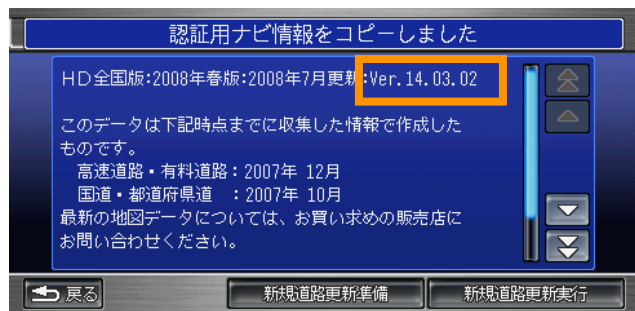 認証用ナビ情報をコピーしました
HD全国版:2008年春版:2008年7月更新:Ver.14.03.02
このデータは下記時点までに収集した情報で作成した
ものです。
高速道路・有料道路：2007年 12月
国道・都道府県道 ：2007年 10月
最新の地図データについては、お買い求めの販売店に
お問い合わせください。
戻る 新規道路更新準備 新規道路更新実行